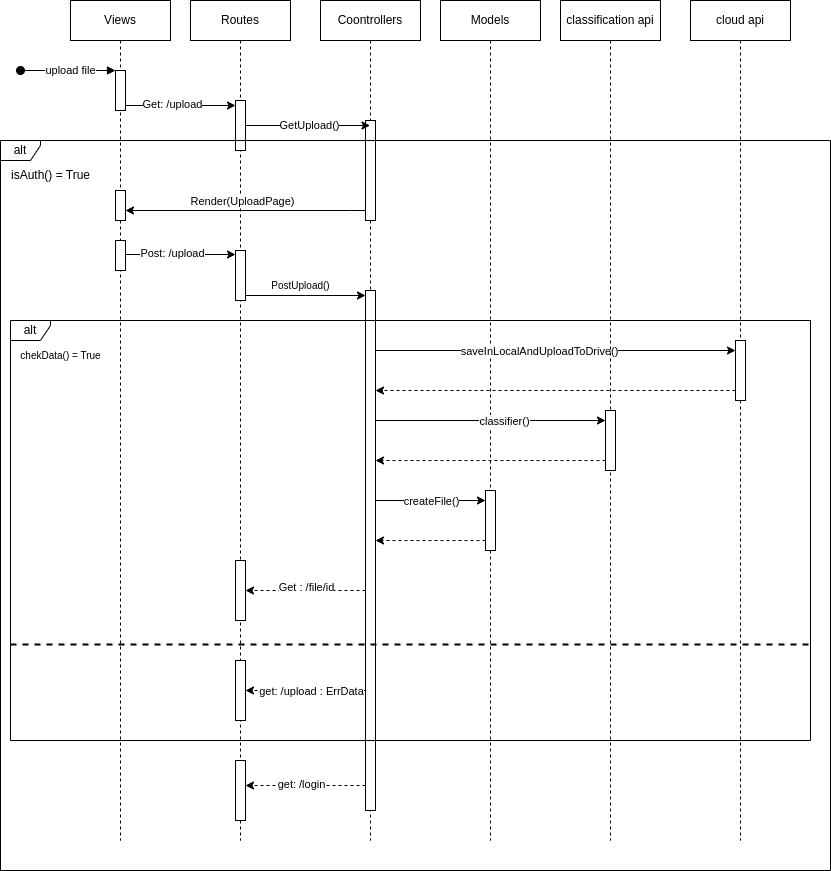 Views
Routes
Coontrollers
Models
classification api
cloud api
upload file
Get: /upload
GetUpload()
alt
isAuth() = True
Render(UploadPage)
Post: /upload
PostUpload()
alt
chekData() = True
saveInLocalAndUploadToDrive()
classifier()
createFile()
Get : /file/id
get: /upload : ErrData
get: /login